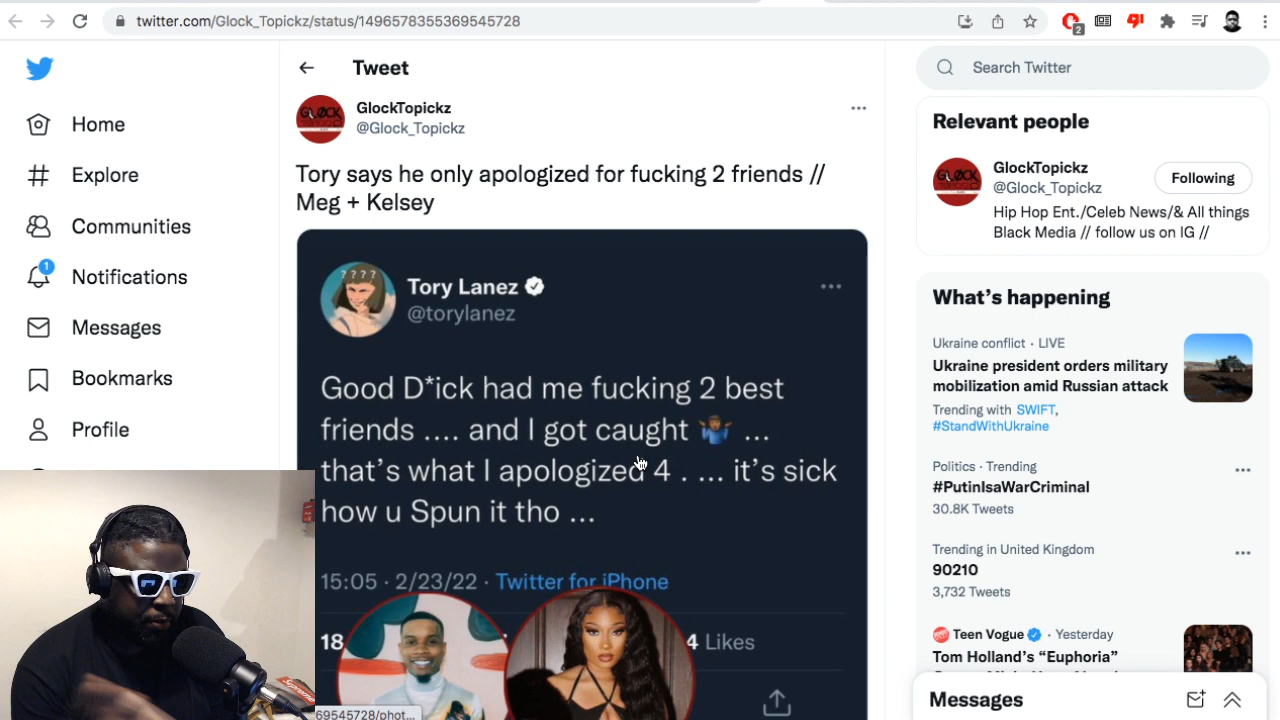 twitter.com/Glock_Topickz/status/1496578355369545728
2
Home
Explore
Communities
1
Notifications
Messages
Bookmarks
Profile
Tweet
GlockTopickz
@Glock_Topickz
Tory says he only apologized for fucking 2 friends //
Meg + Kelsey
? ? ? ?
Tory Lanez
@torylanez
Good D*ick had me fucking 2 best
friends .... and I got caught 🤷🏾‍♂️ ...
that's what I apologized 4 . ... it's sick
how u Spun it tho ...
15:05 · 2/23/22 · Twitter for iPhone
18
4 Likes
69545728/phot...
Supreme
Search Twitter
Relevant people
GlockTopickz
@Glock_Topickz
Following
Hip Hop Ent./Celeb News/& All things
Black Media // follow us on IG //
What's happening
Ukraine conflict · LIVE
Ukraine president orders military
mobilization amid Russian attack
Trending with SWIFT,
#StandWithUkraine
Politics · Trending
#PutinIsaWarCriminal
30.8K Tweets
Trending in United Kingdom
90210
3,732 Tweets
Teen Vogue · Yesterday
Tom Holland's "Euphoria"
Messages